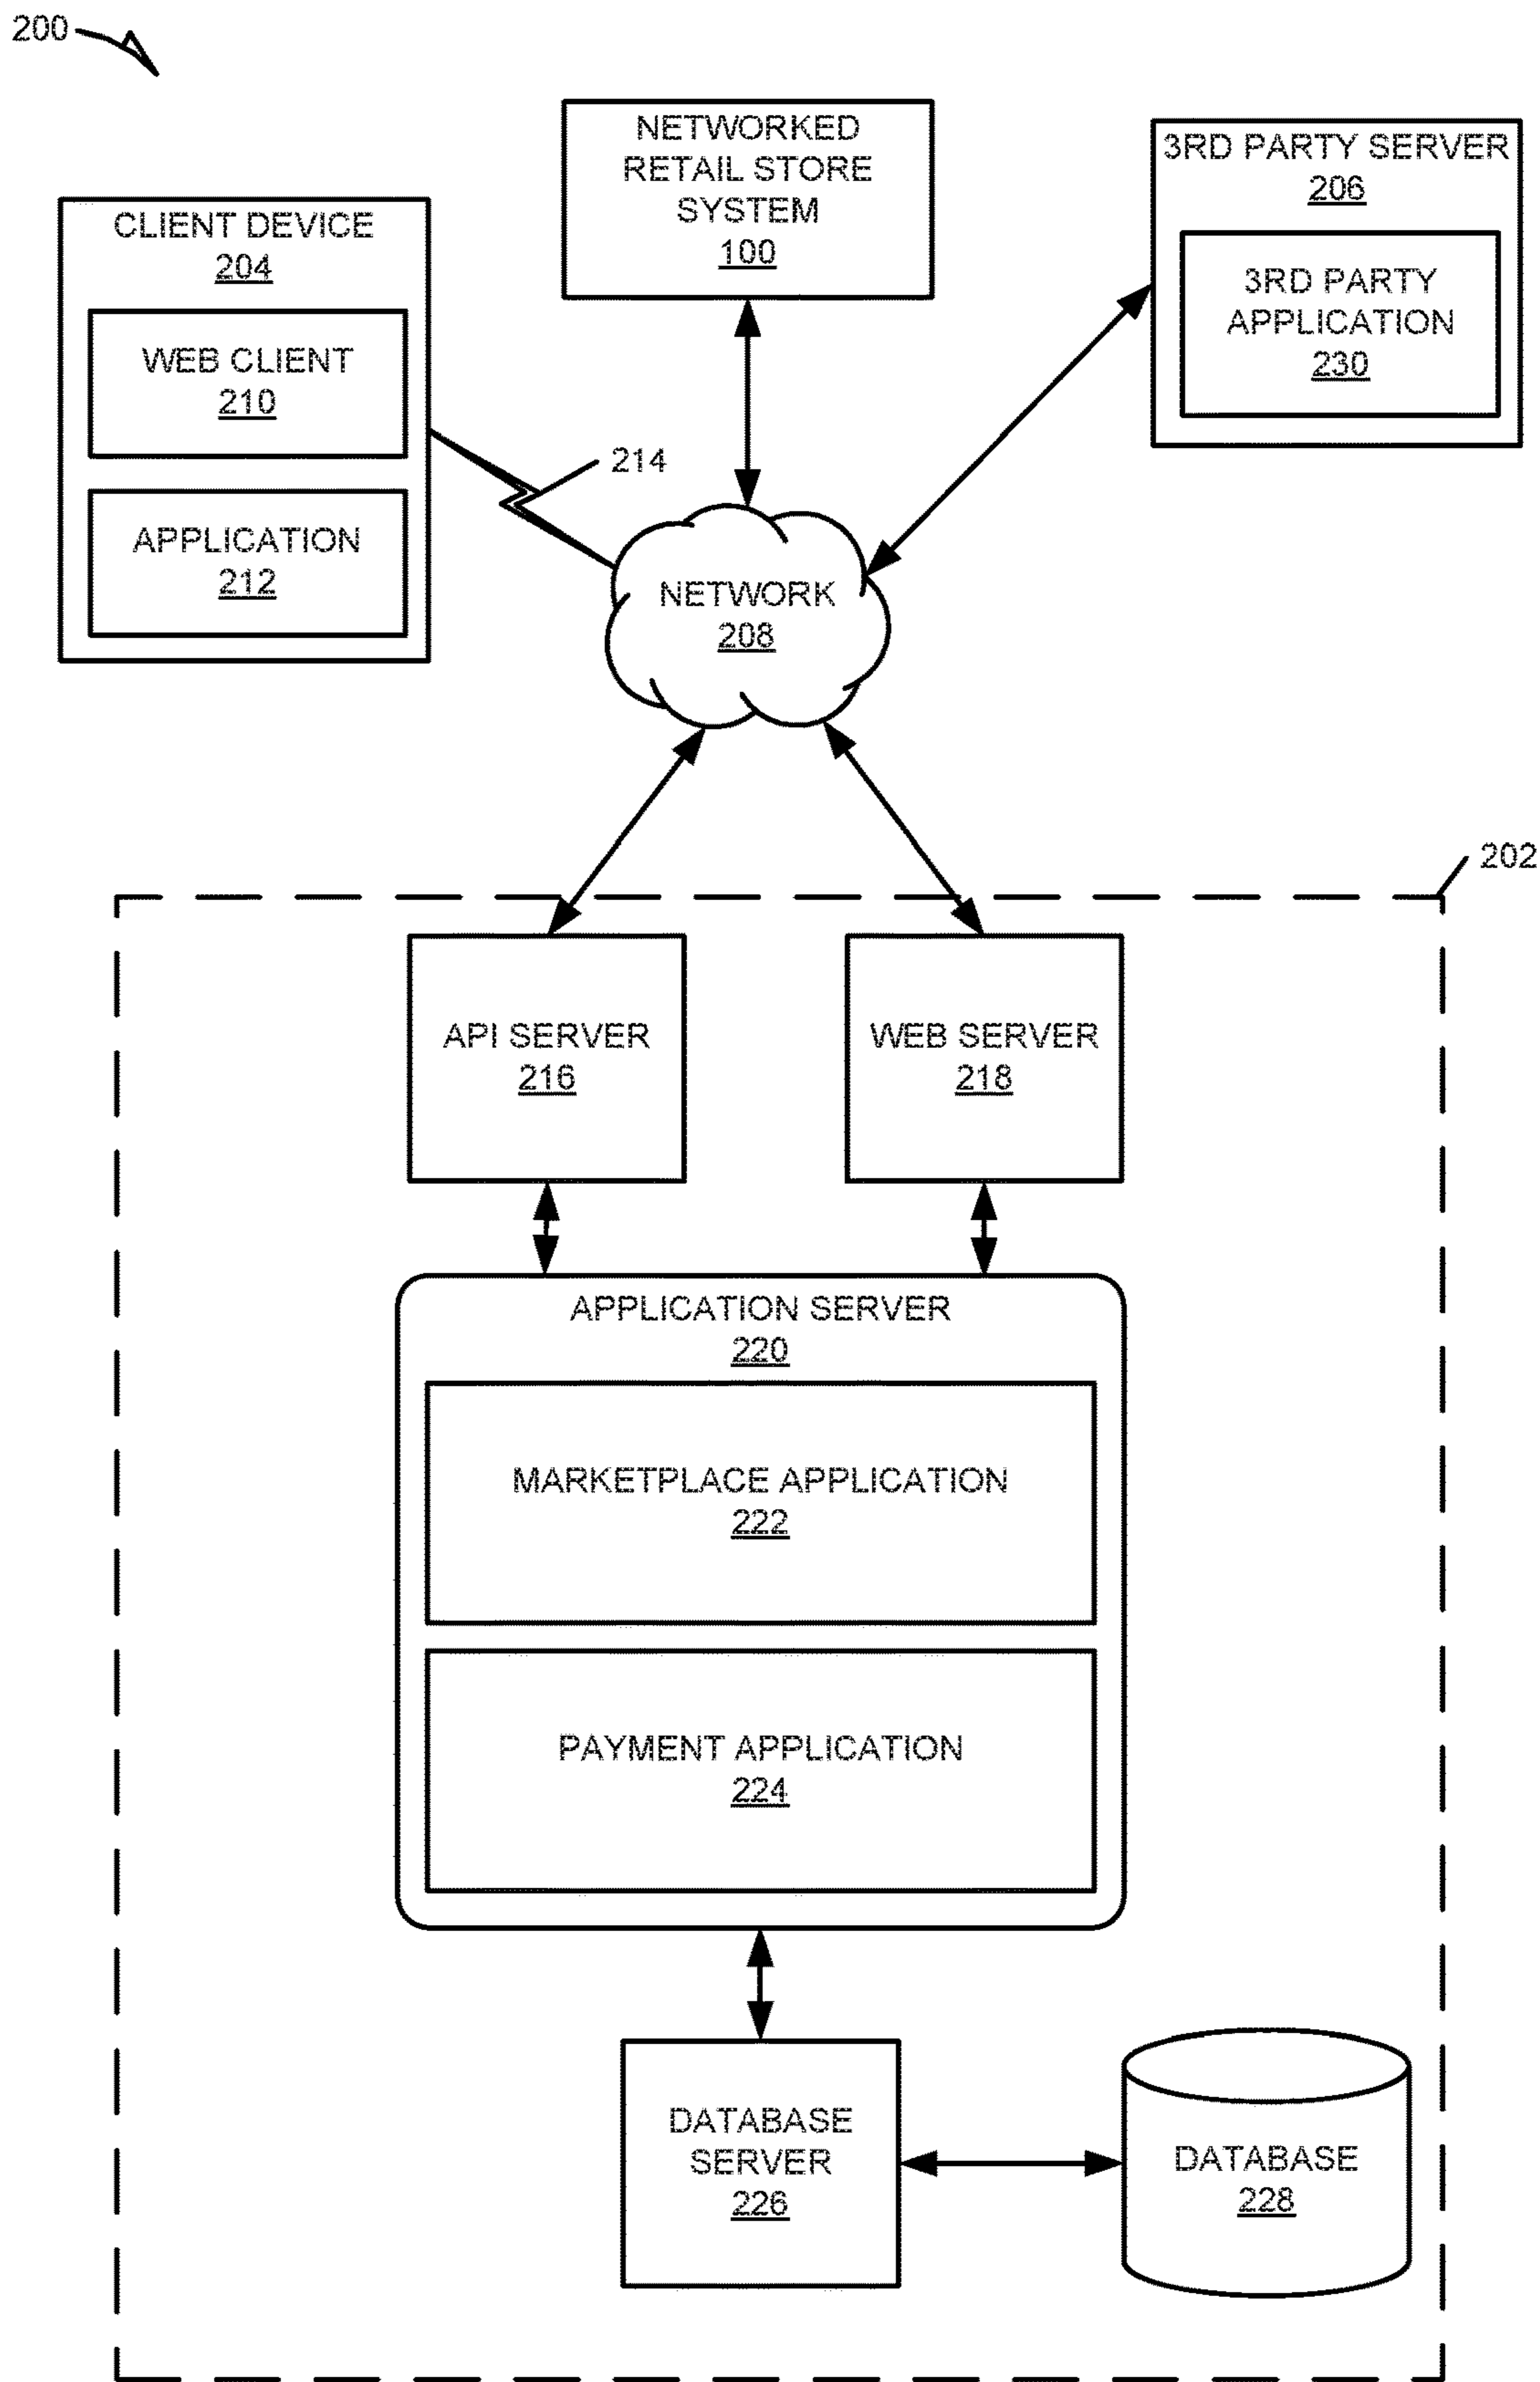 200
NETWORKED
RETAIL STORE
SYSTEM
100
3RD PARTY SERVER
206
3RD PARTY
APPLICATION
230
CLIENT DEVICE
204
WEB CLIENT
210
APPLICATION
212
214
NETWORK
208
202
API SERVER
216
WEB SERVER
218
APPLICATION SERVER
220
MARKETPLACE APPLICATION
222
PAYMENT APPLICATION
224
DATABASE
SERVER
226
DATABASE
228